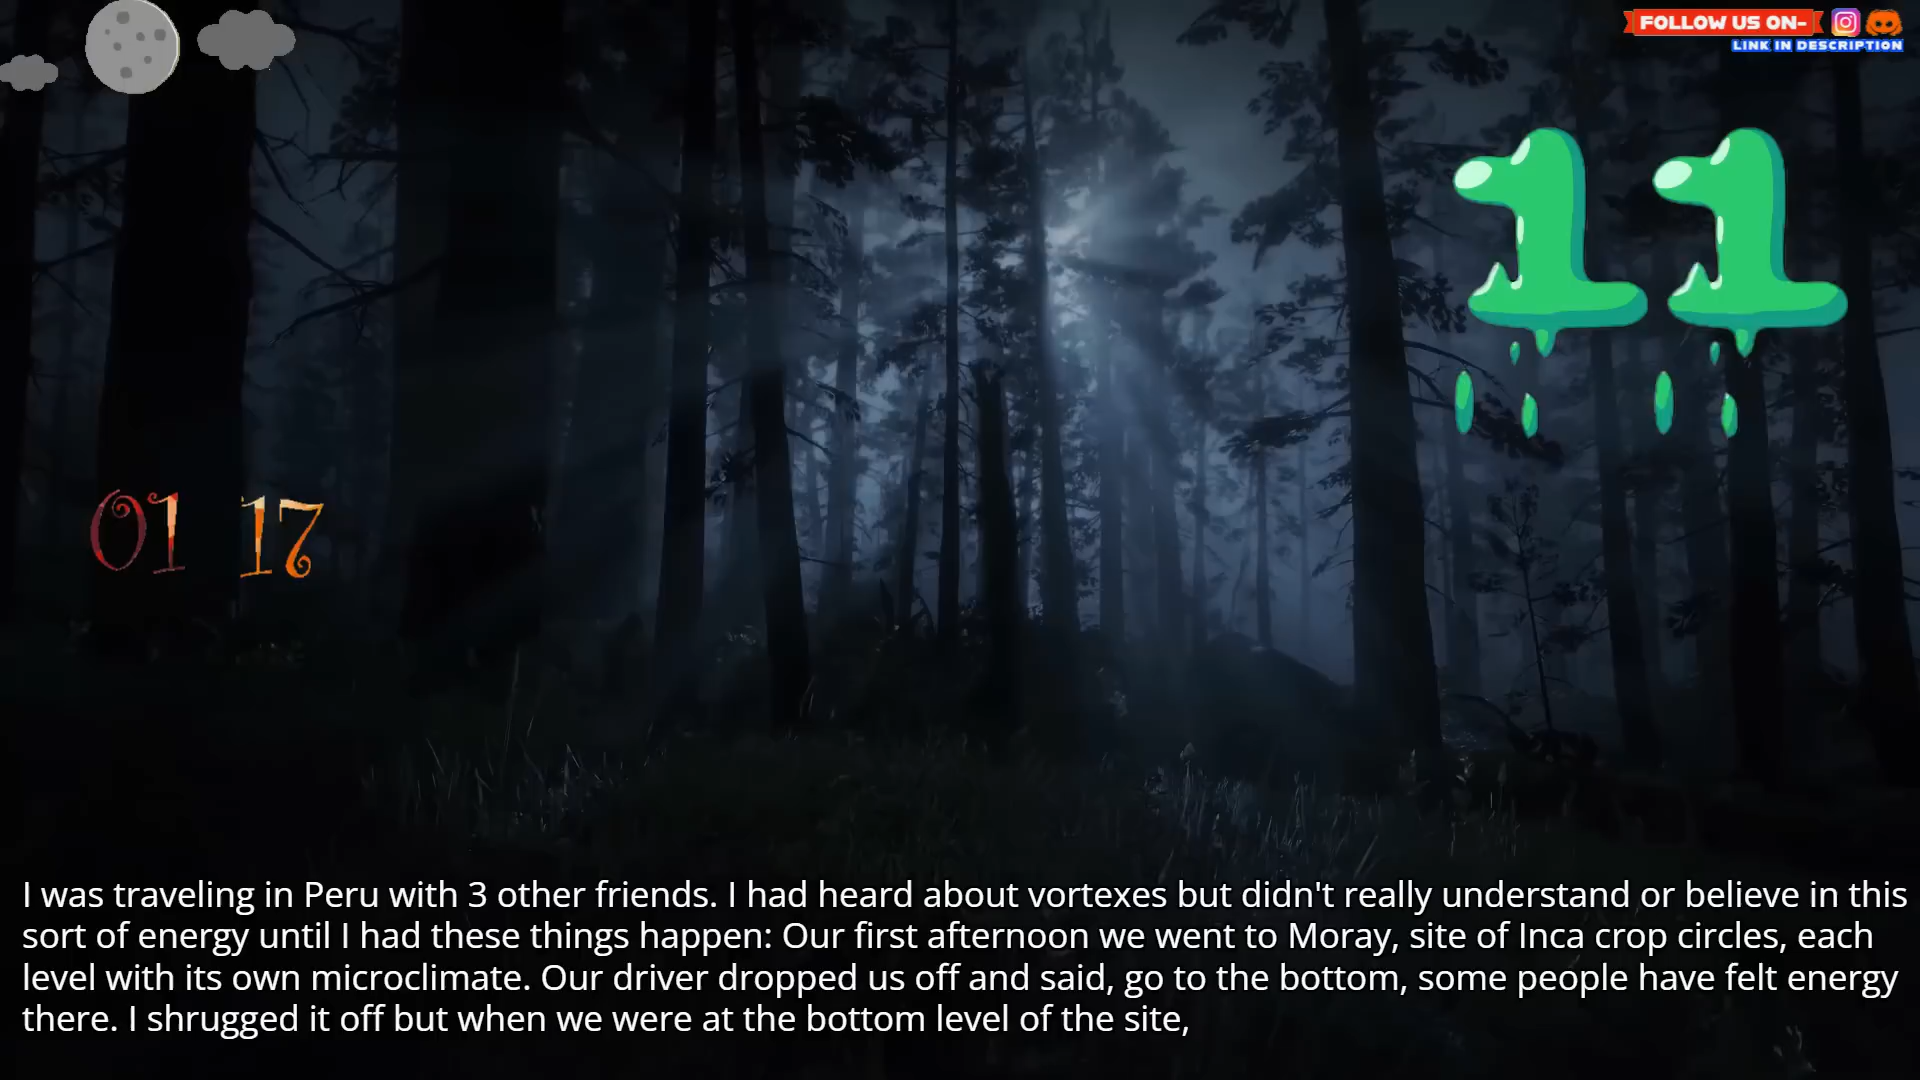 FOLLOW US ON-
LINK IN DESCRIPTION
11
01 17
I was traveling in Peru with 3 other friends. I had heard about vortexes but didn't really understand or believe in this
sort of energy until I had these things happen: Our first afternoon we went to Moray, site of Inca crop circles, each
level with its own microclimate. Our driver dropped us off and said, go to the bottom, some people have felt energy
there. I shrugged it off but when we were at the bottom level of the site,